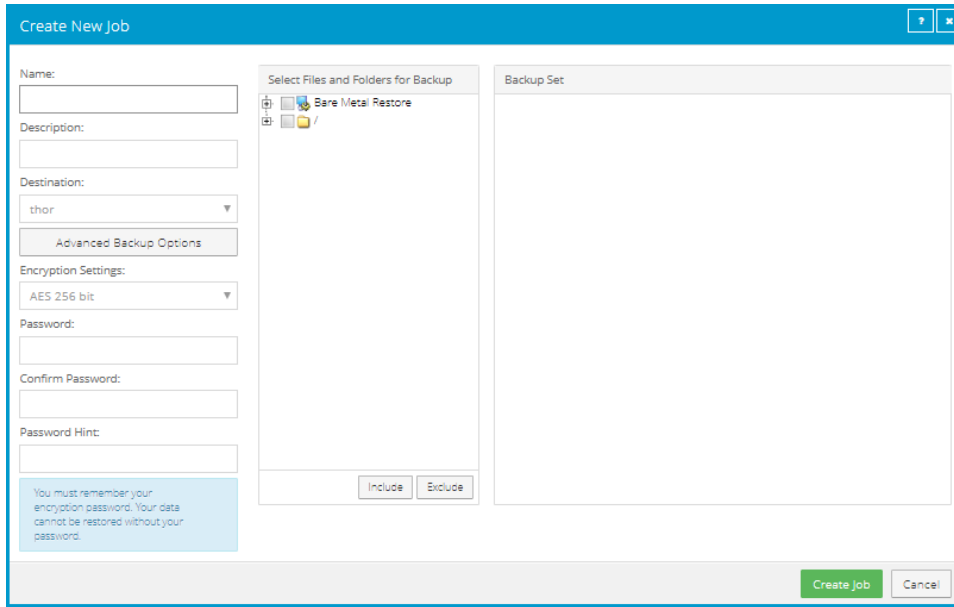 Create New Job
?
Name:
Select Files and Folders for Backup
Backup Set
Bare Metal Restore
/
Description:
Destination:
thor
Advanced Backup Options
Encryption Settings:
AES 256 bit
Password:
Confirm Password:
Password Hint:
Include
Exclude
You must remember your
encryption password. Your data
cannot be restored without your
password.
Create Job
Cancel